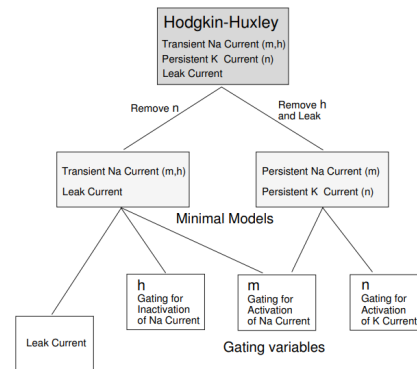 Hodgkin-Huxley
Transient Na Current (m,h)
Persistent K Current (n)
Leak Current
Remove n
Remove h
and Leak
Transient Na Current (m,h)
Leak Current
Persistent Na Current (m)
Persistent K Current (n)
Minimal Models
h
Gating for
Inactivation
of Na Current
m
Gating for
Activation
of Na Current
n
Gating for
Activation
of K Current
Leak Current
Gating variables